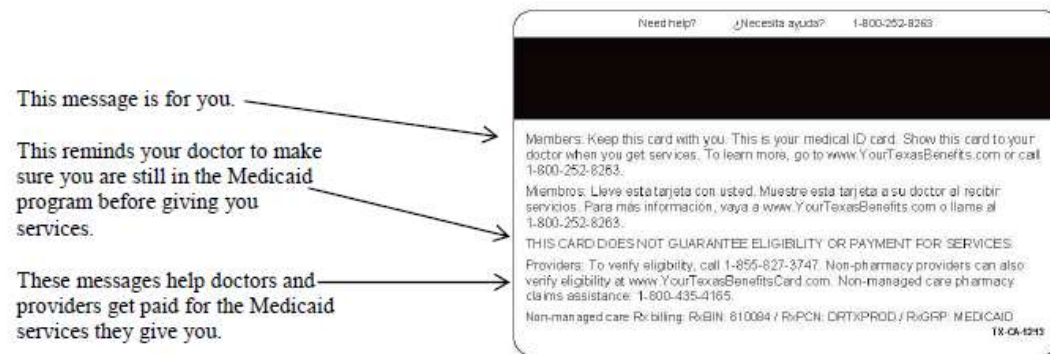 This message is for you.
This reminds your doctor to make
sure you are still in the Medicaid
program before giving you
services.
These messages help doctors and
providers get paid for the Medicaid
services they give you.
Need help? ¿Necesita ayuda? 1-800-252-8263
Members: Keep this card with you. This is your medical ID card. Show this card to your
doctor when you get services. To learn more, go to www.YourTexasBenefits.com or call
1-800-252-8263.
Miembros: Lleve esta tarjeta con usted. Muestre esta tarjeta a su doctor al recibir
servicios. Para más información, vaya a www.YourTexasBenefits.com o llame al
1-800-252-8263.
THIS CARD DOES NOT GUARANTEE ELIGIBILITY OR PAYMENT FOR SERVICES.
Providers: To verify eligibility, call 1-855-827-3747. Non-pharmacy providers can also
verify eligibility at www.YourTexasBenefitsCard.com. Non-managed care pharmacy
claims assistance: 1-800-435-4165.
Non-managed care Rx billing: RxBIN: 610084 / RxPCN: DRTXPROD / RxGRP: MEDICAID
TX-CA-1213